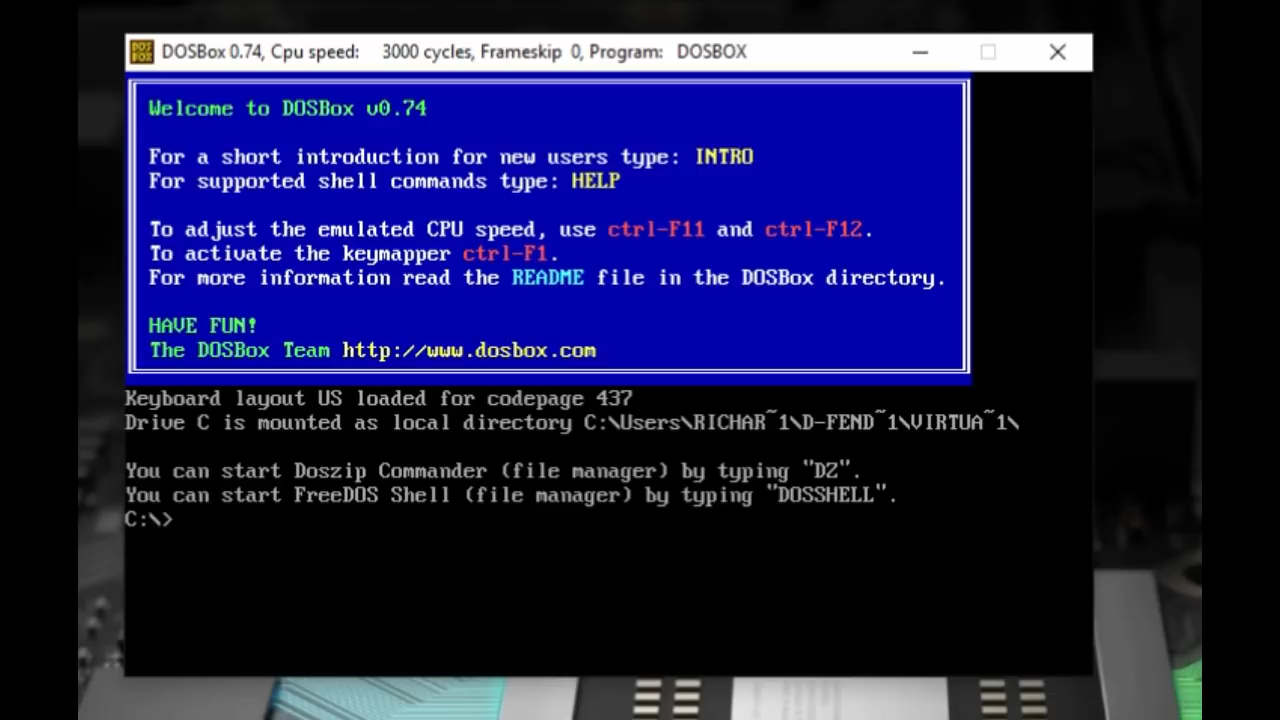 DOS
BOX
DOSBox 0.74, Cpu speed: 3000 cycles, Frameskip 0, Program: DOSBOX
Welcome to DOSBox v0.74
For a short introduction for new users type: INTRO
For supported shell commands type: HELP
To adjust the emulated CPU speed, use ctrl-F11 and ctrl-F12.
To activate the keymapper ctrl-F1.
For more information read the README file in the DOSBox directory.
HAVE FUN!
The DOSBox Team http://www.dosbox.com
Keyboard layout US loaded for codepage 437
Drive C is mounted as local directory C:\Users\RICHAR~1\D-FEND~1\VIRTUA~1\
You can start Doszip Commander (file manager) by typing "DZ".
You can start FreeDOS Shell (file manager) by typing "DOSSHELL".
C:\>